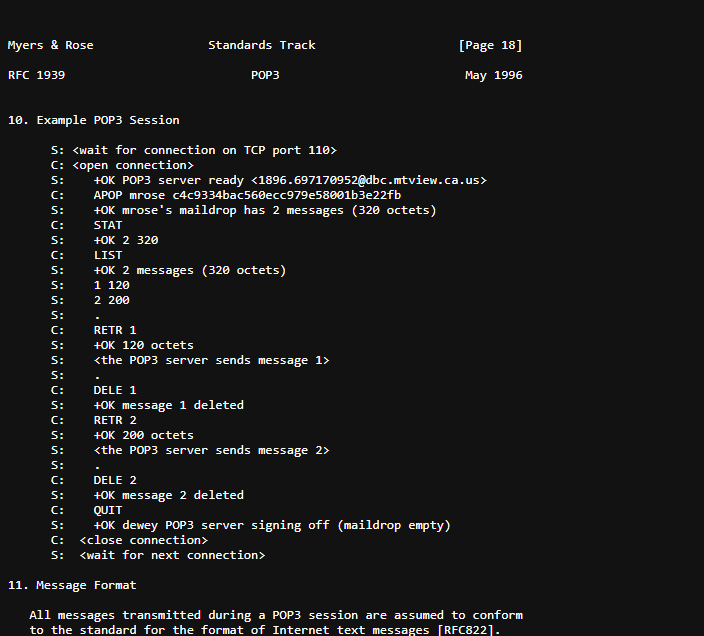 Myers & Rose                Standards Track                    [Page 18]
RFC 1939                          POP3                          May 1996
10. Example POP3 Session
      S: <wait for connection on TCP port 110>
      C: <open connection>
      S:    +OK POP3 server ready <1896.697170952@dbc.mtview.ca.us>
      C:    APOP mrose c4c9334bac560ecc979e58001b3e22fb
      S:    +OK mrose's maildrop has 2 messages (320 octets)
      C:    STAT
      S:    +OK 2 320
      C:    LIST
      S:    +OK 2 messages (320 octets)
      S:    1 120
      S:    2 200
      S:    .
      C:    RETR 1
      S:    +OK 120 octets
      S:    <the POP3 server sends message 1>
      S:    .
      C:    DELE 1
      S:    +OK message 1 deleted
      C:    RETR 2
      S:    +OK 200 octets
      S:    <the POP3 server sends message 2>
      S:    .
      C:    DELE 2
      S:    +OK message 2 deleted
      C:    QUIT
      S:    +OK dewey POP3 server signing off (maildrop empty)
      C:  <close connection>
      S:  <wait for next connection>
11. Message Format
   All messages transmitted during a POP3 session are assumed to conform
   to the standard for the format of Internet text messages [RFC822].